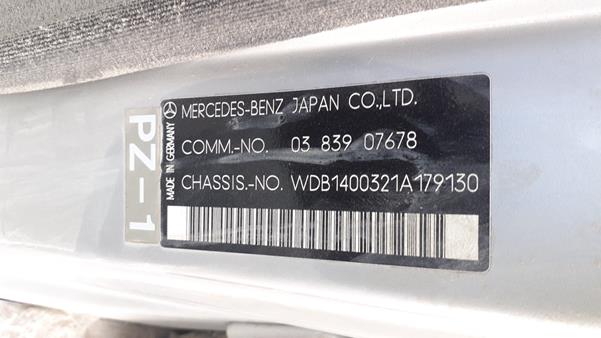 MERCEDES-BENZ JAPAN CO.,LTD.
COMM.-NO. 03 839 07678
CHASSIS.-NO. WDB1400321A179130
MADE IN GERMANY
PZ-1